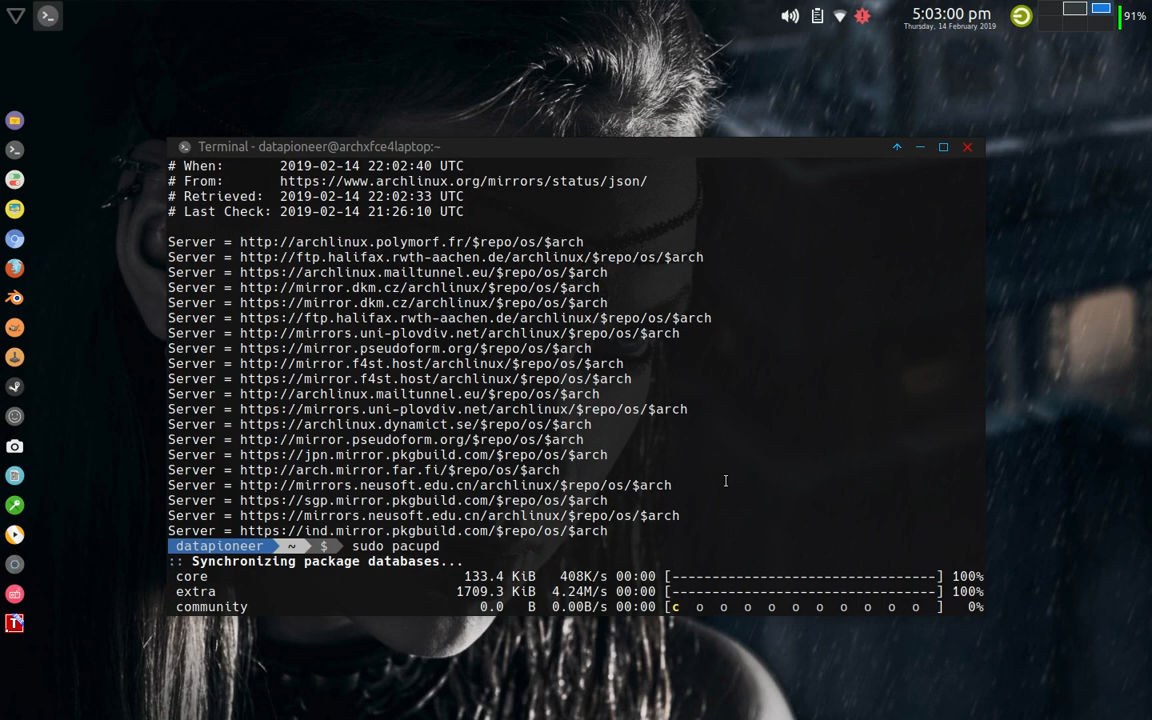 5:03:00 pm
Thursday, 14 February 2019
91%
Terminal - datapioneer@archxfce4laptop:~
# When:       2019-02-14 22:02:40 UTC
# From:       https://www.archlinux.org/mirrors/status/json/
# Retrieved:  2019-02-14 22:02:33 UTC
# Last Check: 2019-02-14 21:26:10 UTC
Server = http://archlinux.polymorf.fr/$repo/os/$arch
Server = http://ftp.halifax.rwth-aachen.de/archlinux/$repo/os/$arch
Server = https://archlinux.mailtunnel.eu/$repo/os/$arch
Server = http://mirror.dkm.cz/archlinux/$repo/os/$arch
Server = https://mirror.dkm.cz/archlinux/$repo/os/$arch
Server = https://ftp.halifax.rwth-aachen.de/archlinux/$repo/os/$arch
Server = http://mirrors.uni-plovdiv.net/archlinux/$repo/os/$arch
Server = https://mirror.pseudoform.org/$repo/os/$arch
Server = http://mirror.f4st.host/archlinux/$repo/os/$arch
Server = https://mirror.f4st.host/archlinux/$repo/os/$arch
Server = http://archlinux.mailtunnel.eu/$repo/os/$arch
Server = https://mirrors.uni-plovdiv.net/archlinux/$repo/os/$arch
Server = https://archlinux.dynamict.se/$repo/os/$arch
Server = http://mirror.pseudoform.org/$repo/os/$arch
Server = https://jpn.mirror.pkgbuild.com/$repo/os/$arch
Server = http://arch.mirror.far.fi/$repo/os/$arch
Server = http://mirrors.neusoft.edu.cn/archlinux/$repo/os/$arch
Server = https://sgp.mirror.pkgbuild.com/$repo/os/$arch
Server = https://mirrors.neusoft.edu.cn/archlinux/$repo/os/$arch
Server = https://ind.mirror.pkgbuild.com/$repo/os/$arch
datapioneer ~ $ sudo pacupd
:: Synchronizing package databases...
core 133.4 KiB 408K/s 00:00 [---------------------------------] 100%
extra 1709.3 KiB 4.24M/s 00:00 [---------------------------------] 100%
community 0.0 B 0.00B/s 00:00 [c o o o o o o o o o o ] 0%